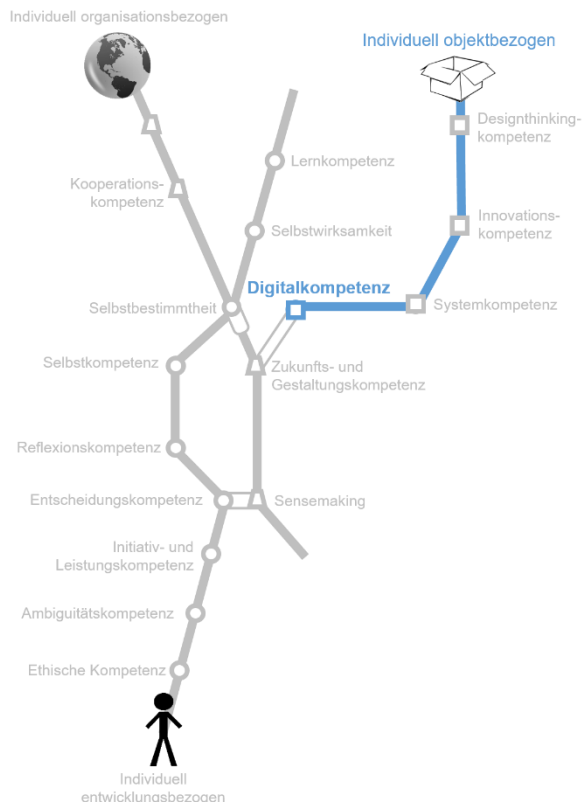 Individuell organisationsbezogen
Individuell objektbezogen
Designthinking-
kompetenz
Lernkompetenz
Kooperations-
kompetenz
Innovations-
kompetenz
Selbstwirksamkeit
Digitalkompetenz
Selbstbestimmtheit
Systemkompetenz
Selbstkompetenz
Zukunfts- und
Gestaltungskompetenz
Reflexionskompetenz
Entscheidungskompetenz
Sensemaking
Initiativ- und
Leistungskompetenz
Ambiguitätskompetenz
Ethische Kompetenz
Individuell
entwicklungsbezogen